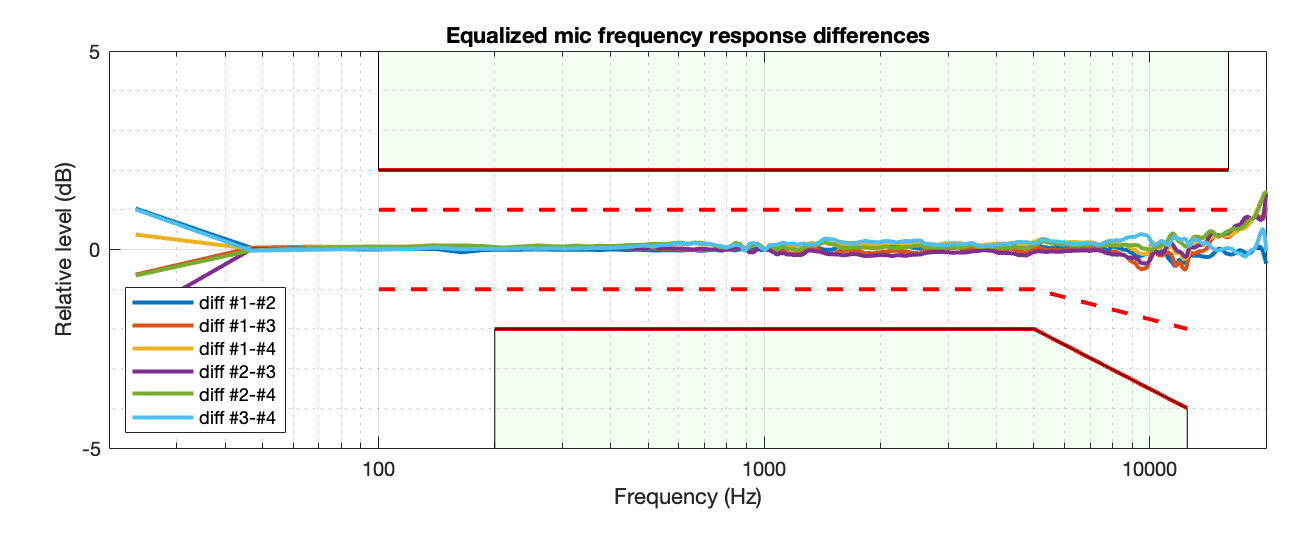 Equalized mic frequency response differences
5
0
-5
Relative level (dB)
diff #1-#2
diff #1-#3
diff #1-#4
diff #2-#3
diff #2-#4
diff #3-#4
100
1000
10000
Frequency (Hz)